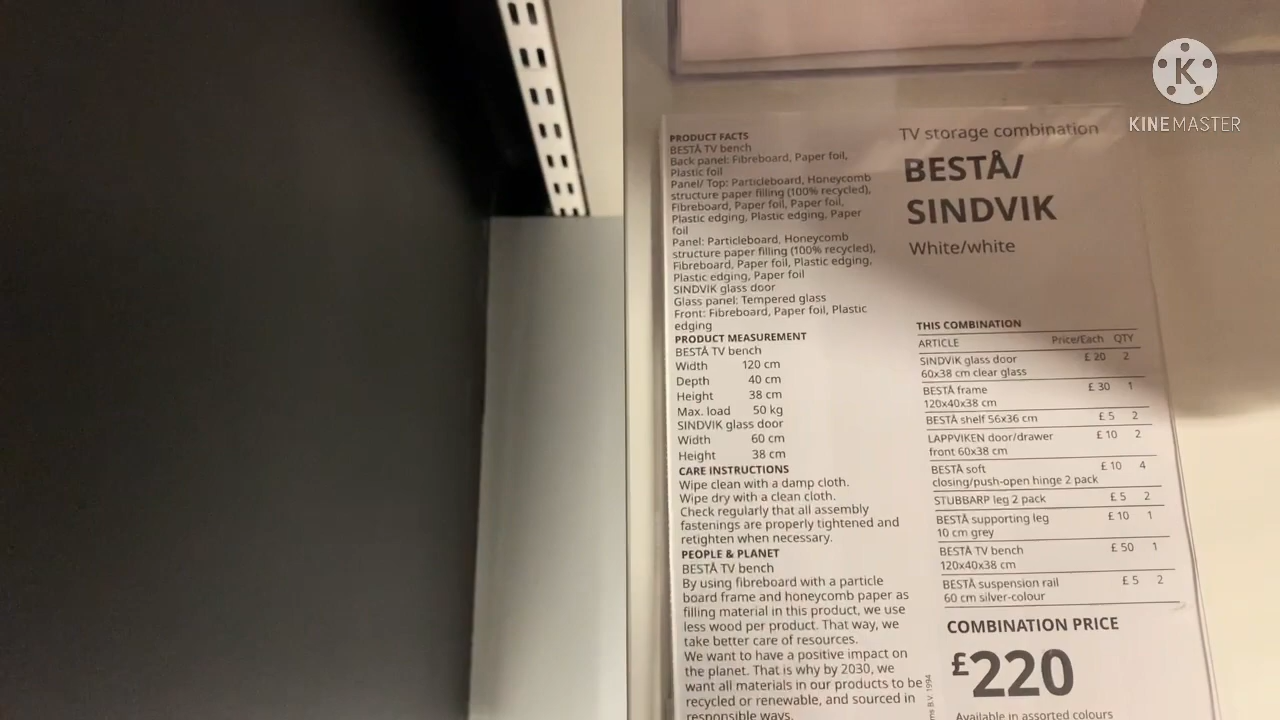 PRODUCT FACTS
BESTÅ TV bench
Back panel: Fibreboard, Paper foil,
Plastic foil
Panel/ Top: Particleboard, Honeycomb
structure paper filling (100% recycled),
Fibreboard, Paper foil, Paper foil,
Plastic edging, Plastic edging, Paper
foil
Panel: Particleboard, Honeycomb
structure paper filling (100% recycled),
Fibreboard, Paper foil, Plastic edging,
Plastic edging, Paper foil
SINDVIK glass door
Glass panel: Tempered glass
Front: Fibreboard, Paper foil, Plastic
edging
PRODUCT MEASUREMENT
BESTÅ TV bench
Width 120 cm
Depth 40 cm
Height 38 cm
Max. load 50 kg
SINDVIK glass door
Width 60 cm
Height 38 cm
CARE INSTRUCTIONS
Wipe clean with a damp cloth.
Wipe dry with a clean cloth.
Check regularly that all assembly
fastenings are properly tightened and
retighten when necessary.
PEOPLE & PLANET
BESTÅ TV bench
By using fibreboard with a particle
board frame and honeycomb paper as
filling material in this product, we use
less wood per product. That way, we
take better care of resources.
We want to have a positive impact on
the planet. That is why by 2030, we
want all materials in our products to be
recycled or renewable, and sourced in
responsible ways.
B.V. 1994
TV storage combination
BESTÅ/
SINDVIK
White/white
THIS COMBINATION
ARTICLE Price/Each QTY
SINDVIK glass door £ 20 2
60x38 cm clear glass
BESTÅ frame £ 30 1
120x40x38 cm
BESTÅ shelf 56x36 cm £ 5 2
LAPPVIKEN door/drawer £ 10 2
front 60x38 cm
BESTÅ soft £ 10 4
closing/push-open hinge 2 pack
STUBBARP leg 2 pack £ 5 2
BESTÅ supporting leg £ 10 1
10 cm grey
BESTÅ TV bench £ 50 1
120x40x38 cm
BESTÅ suspension rail £ 5 2
60 cm silver-colour
COMBINATION PRICE
£220
Available in assorted colours
K
KINEMASTER